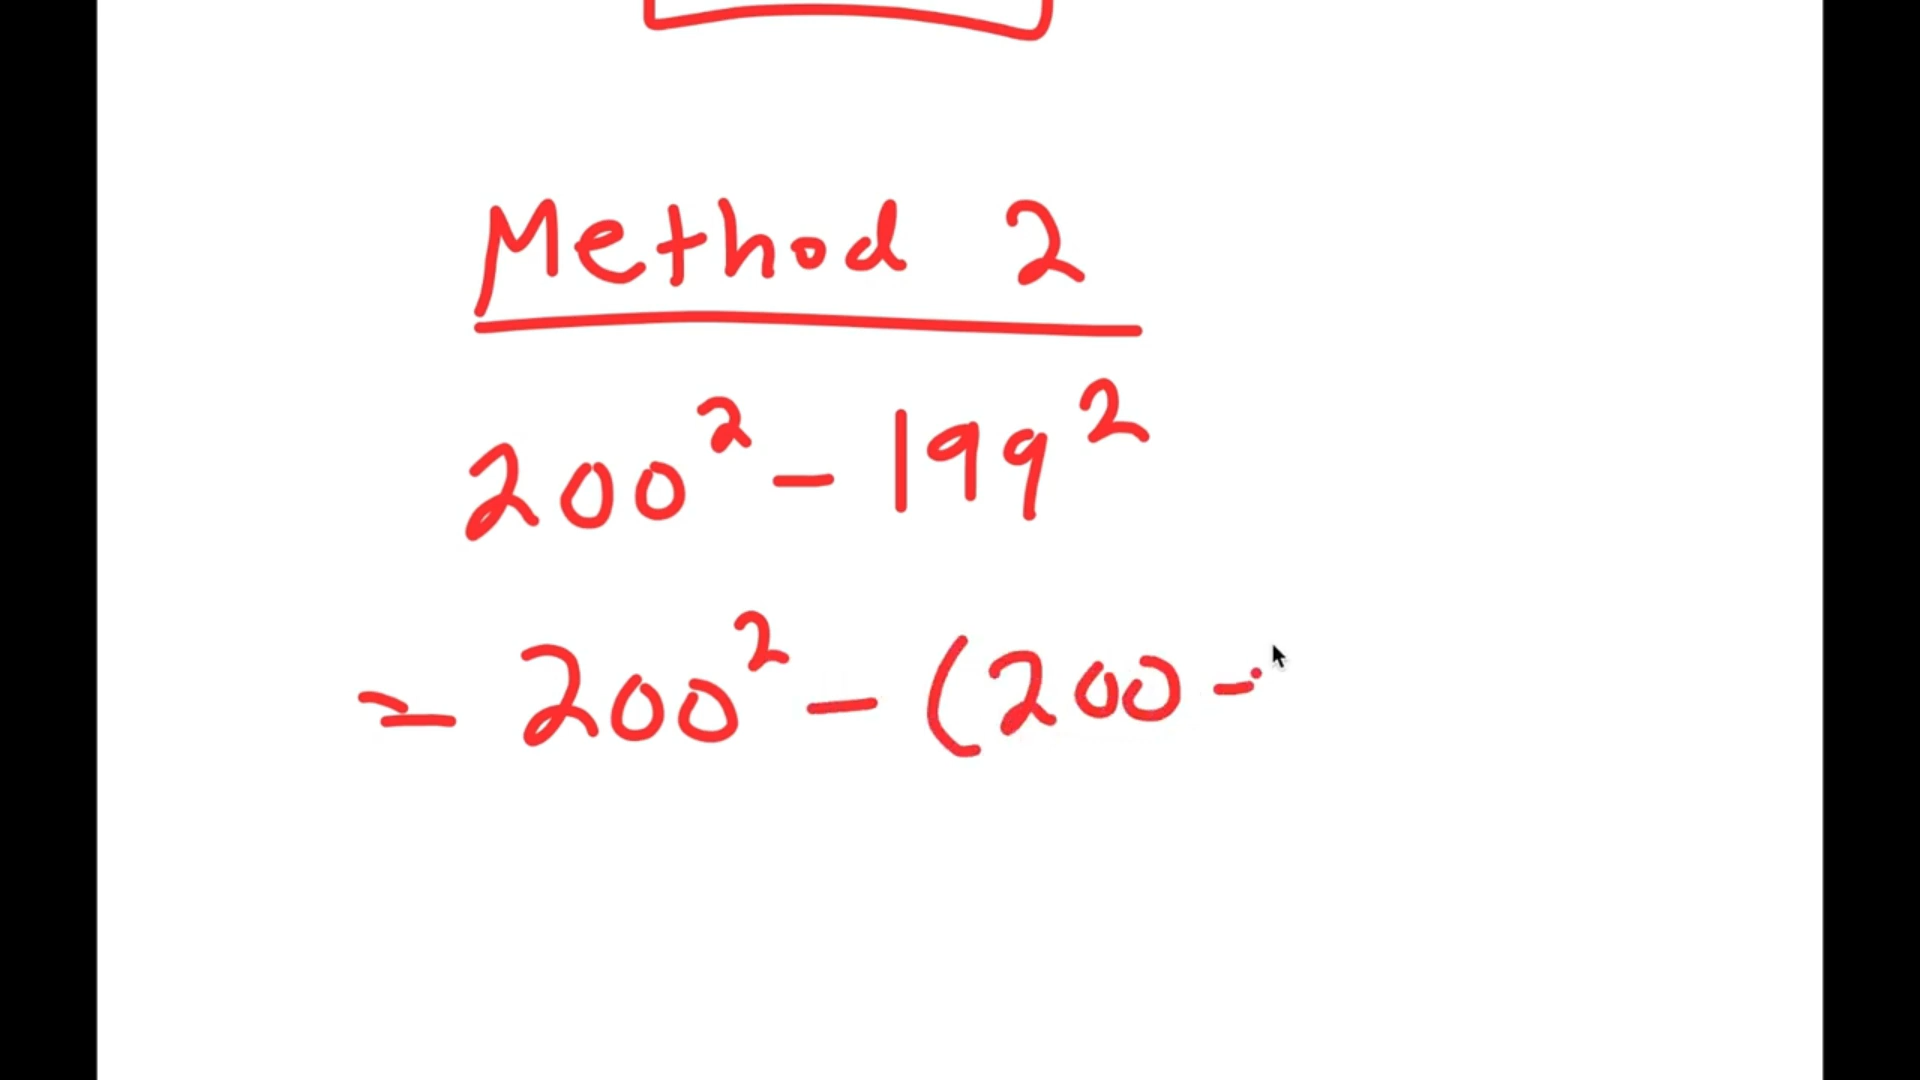 Method 2
200² - 199²
= 200² - (200 -